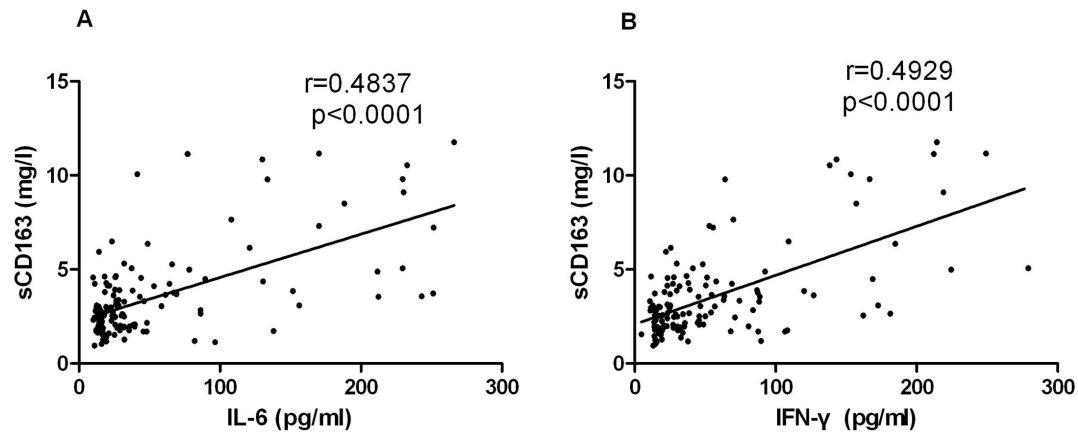 A
r=0.4837
p<0.0001
15
10
5
0
sCD163 (mg/l)
0 100 200 300
IL-6 (pg/ml)
B
r=0.4929
p<0.0001
15
10
5
0
sCD163 (mg/l)
0 100 200 300
IFN-γ (pg/ml)